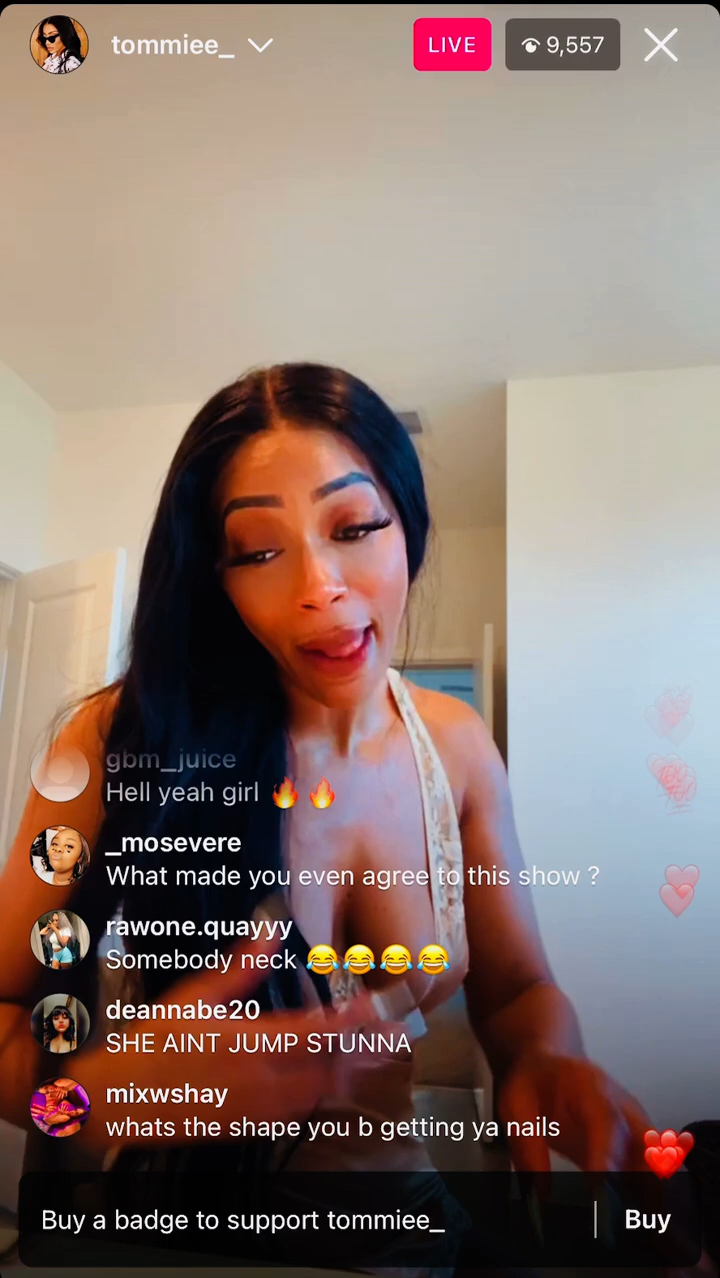 tommiee_
LIVE
9,557
gbm_juice
Hell yeah girl 🔥 🔥
_mosevere
What made you even agree to this show ?
rawone.quayyy
Somebody neck 😂😂😂😂
deannabe20
SHE AINT JUMP STUNNA
mixwshay
whats the shape you b getting ya nails
Buy a badge to support tommiee_
Buy